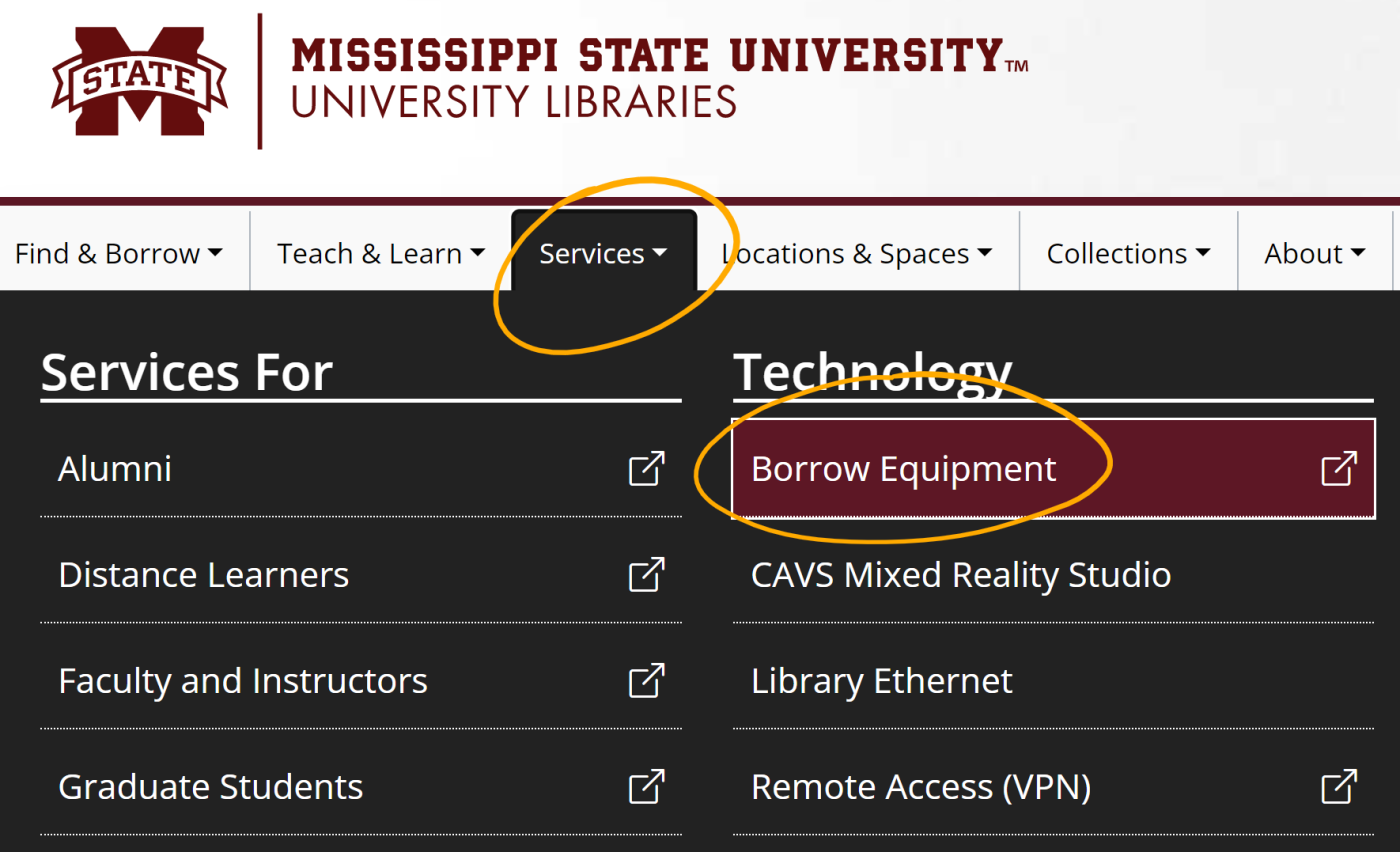 STATE
MISSISSIPPI STATE UNIVERSITY™
UNIVERSITY LIBRARIES
Find & Borrow
Teach & Learn
Services
Locations & Spaces
Collections
About
Services For
Alumni
Distance Learners
Faculty and Instructors
Graduate Students
Technology
Borrow Equipment
CAVS Mixed Reality Studio
Library Ethernet
Remote Access (VPN)